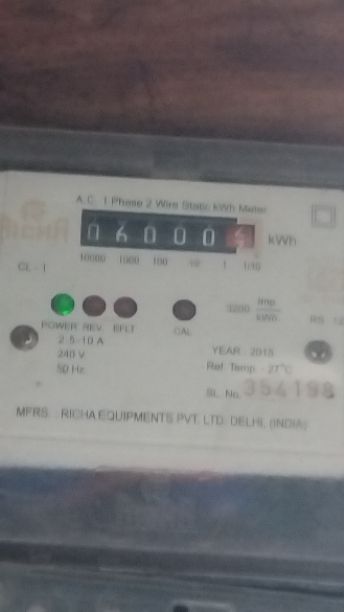 A.C. 1 Phase 2 Wire Static kWh Meter
0 6 0 0 0
kWh
10000 1000 100 10 1 1/10
CL - 1
3200 imp/kWh
POWER REV. EFLT CAL
2.5-10 A
240 V
50 Hz
YEAR : 2015
Ref. Temp. - 27°C
SL. No. 354198
MFRS. : RICHA EQUIPMENTS PVT. LTD. DELHI, (INDIA)